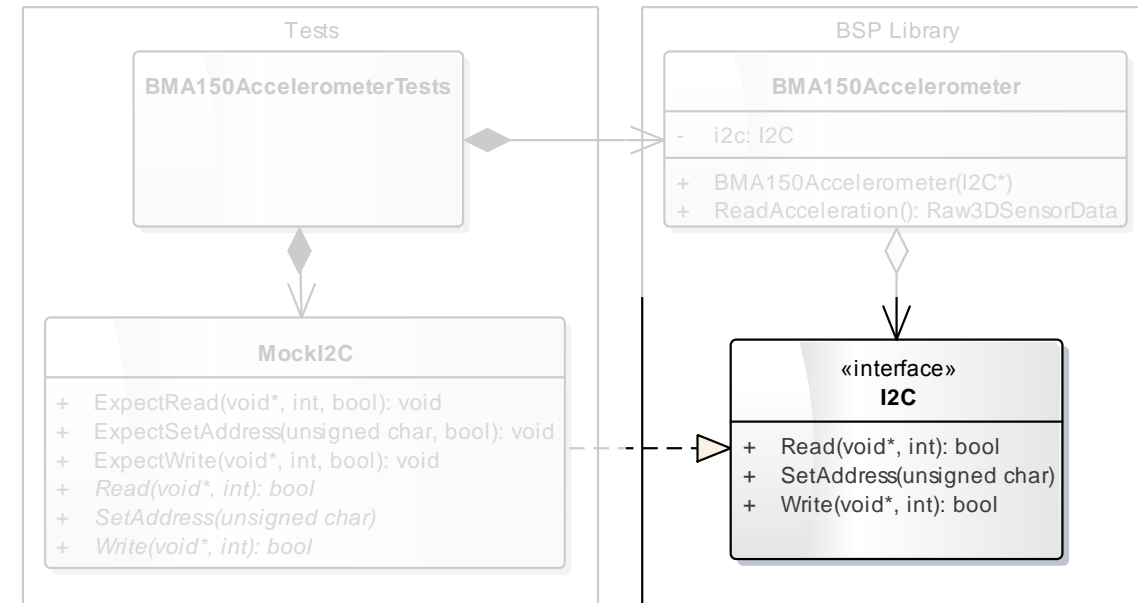 Tests
BMA150AccelerometerTests
MockI2C
+ ExpectRead(void*, int, bool): void
+ ExpectSetAddress(unsigned char, bool): void
+ ExpectWrite(void*, int, bool): void
+ Read(void*, int): bool
+ SetAddress(unsigned char)
+ Write(void*, int): bool
BSP Library
BMA150Accelerometer
- i2c: I2C
+ BMA150Accelerometer(I2C*)
+ ReadAcceleration(): Raw3DSensorData
«interface»
I2C
+ Read(void*, int): bool
+ SetAddress(unsigned char)
+ Write(void*, int): bool